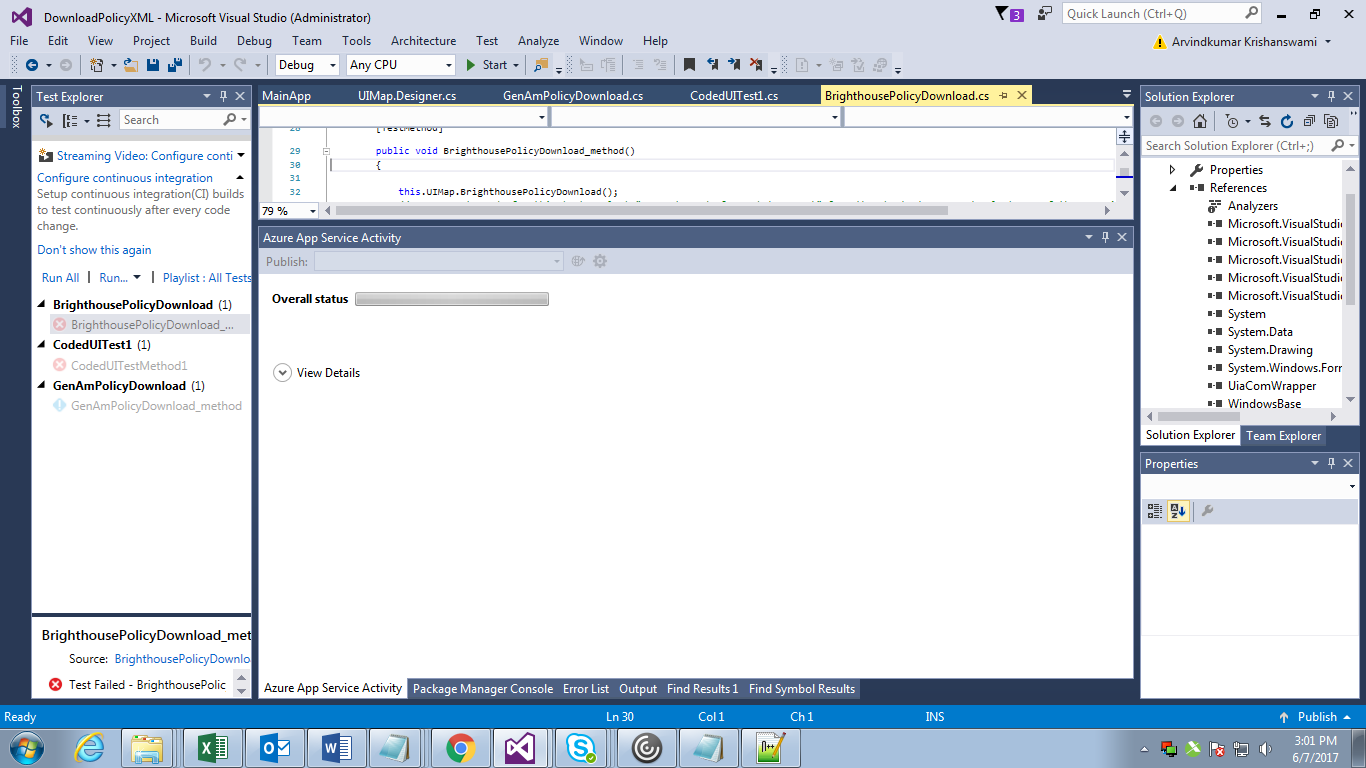 DownloadPolicyXML - Microsoft Visual Studio (Administrator)
3
Quick Launch (Ctrl+Q)
File Edit View Project Build Debug Team Tools Architecture Test Analyze Window Help
Arvindkumar Krishanswami
Debug Any CPU Start
Toolbox
Test Explorer
Search
Streaming Video: Configure conti
Configure continuous integration
Setup continuous integration(CI) builds
to test continuously after every code
change.
Don't show this again
Run All | Run... | Playlist : All Tests
BrighthousePolicyDownload (1)
BrighthousePolicyDownload_...
CodedUITest1 (1)
CodedUITestMethod1
GenAmPolicyDownload (1)
GenAmPolicyDownload_method
BrighthousePolicyDownload_met
Source: BrighthousePolicyDownlo
Test Failed - BrighthousePolic
MainApp UIMap.Designer.cs GenAmPolicyDownload.cs CodedUITest1.cs BrighthousePolicyDownload.cs
28 [TestMethod]
29 public void BrighthousePolicyDownload_method()
30 {
31
32 this.UIMap.BrighthousePolicyDownload();
79 %
Azure App Service Activity
Publish:
Overall status
View Details
Azure App Service Activity Package Manager Console Error List Output Find Results 1 Find Symbol Results
Solution Explorer
Search Solution Explorer (Ctrl+;)
Properties
References
Analyzers
Microsoft.VisualStudio
Microsoft.VisualStudio
Microsoft.VisualStudio
Microsoft.VisualStudio
Microsoft.VisualStudio
System
System.Data
System.Drawing
System.Windows.Forr
UiaComWrapper
WindowsBase
Solution Explorer Team Explorer
Properties
Ready Ln 30 Col 1 Ch 1 INS Publish
3:01 PM
6/7/2017